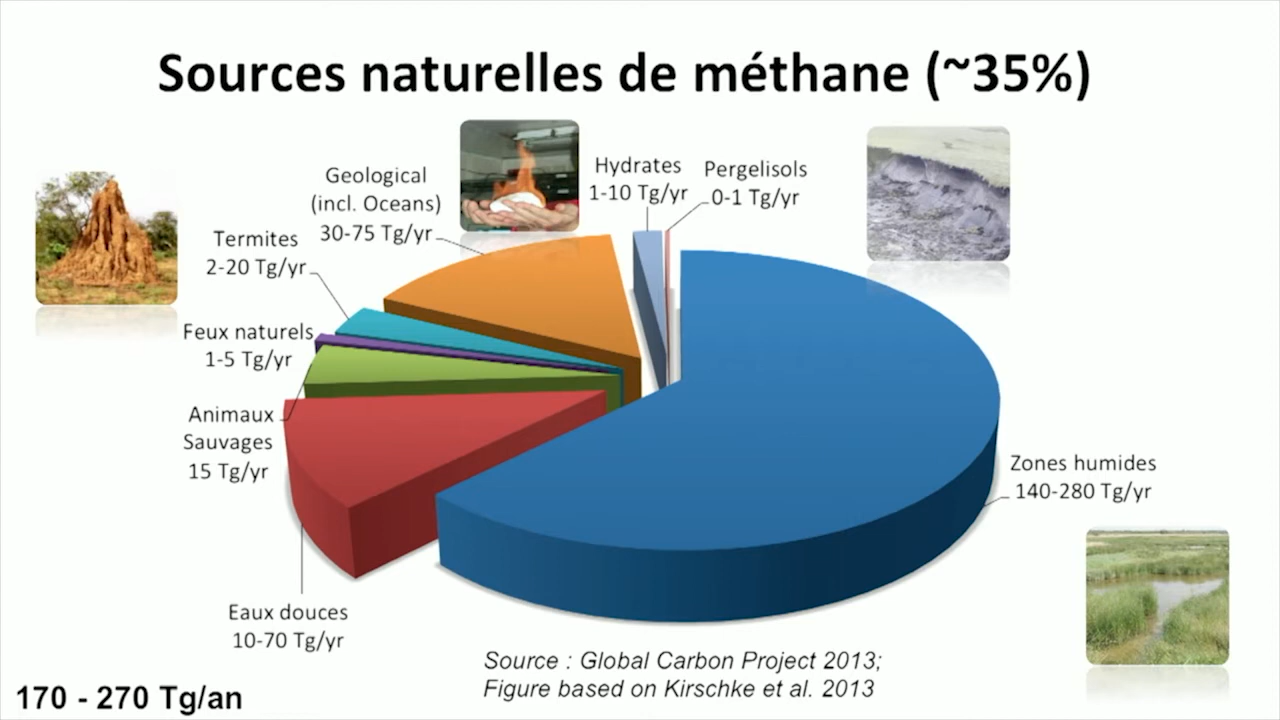 Sources naturelles de méthane (~35%)
Geological
(incl. Oceans)
30-75 Tg/yr
Hydrates
1-10 Tg/yr
Pergelisols
0-1 Tg/yr
Termites
2-20 Tg/yr
Feux naturels
1-5 Tg/yr
Animaux
Sauvages
15 Tg/yr
Zones humides
140-280 Tg/yr
Eaux douces
10-70 Tg/yr
Source : Global Carbon Project 2013;
Figure based on Kirschke et al. 2013
170 - 270 Tg/an